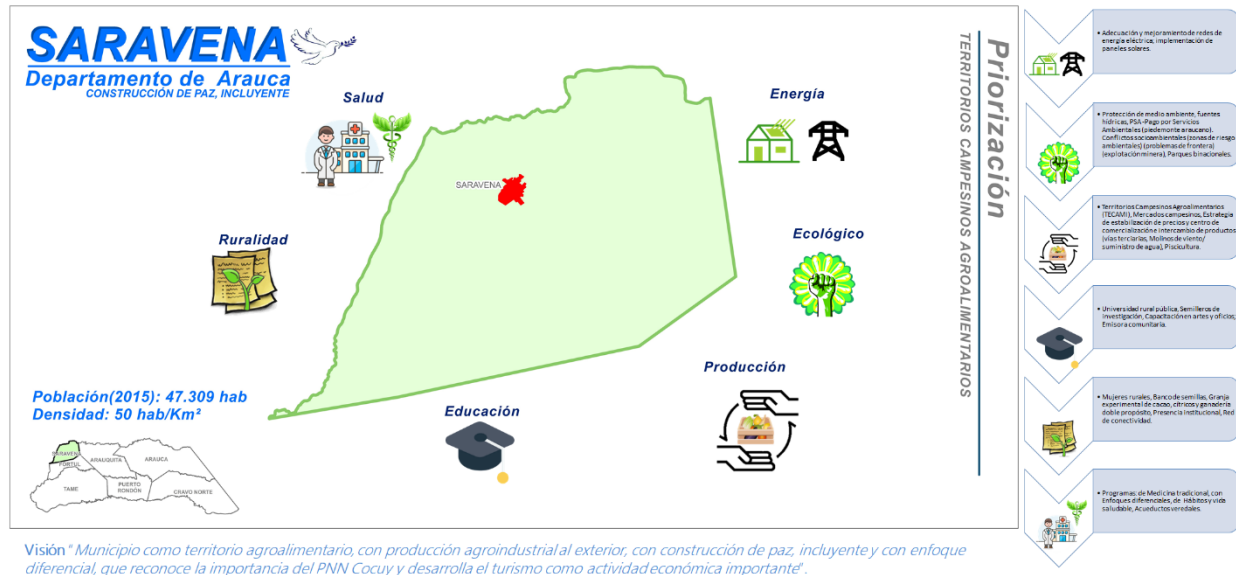 SARAVENA
Departamento de Arauca
CONSTRUCCIÓN DE PAZ, INCLUYENTE
Salud
Energía
SARAVENA
Ruralidad
Ecológico
Producción
Educación
Población(2015): 47.309 hab
Densidad: 50 hab/Km²
SARAVENA
FORTUL
ARAUQUITA
ARAUCA
TAME
PUERTO
RONDÓN
CRAVO NORTE
Priorización
TERRITORIOS CAMPESINOS AGROALIMENTARIOS
• Adecuación y mejoramiento de redes de
energía eléctrica, implementación de
paneles solares.
• Protección de medio ambiente, fuentes
hídricas, PSA -Pago por Servicios
Ambientales (piedemonte araucano).
Conflictos socioambientales (zonas de riesgo
ambientales) (problemas de frontera)
(explotación minera), Parques binacionales.
• Territorios Campesinos Agroalimentarios
(TECAM), Mercados campesinos, Estrategia
de estabilización de precios y centro de
comercialización e intercambio de productos
(vías terciarias, Molinos de viento/
suministro de agua), Piscicultura.
• Universidad rural pública, Semilleros de
investigación, Capacitación en artes y oficios;
Emisora comunitaria.
• Mujeres rurales, Banco de semillas, Granja
experimental de cacao, cítricos y ganadería
doble propósito, Presencia Institucional, Red
de conectividad.
• Programas de Medicina tradicional, con
Enfoques diferenciales, de Hábitos y vida
saludable, Acueductos veredales.
Visión "Municipio como territorio agroalimentario, con producción agroindustrial al exterior, con construcción de paz, incluyente y con enfoque
diferencial, que reconoce la importancia del PNN Cocuy y desarrolla el turismo como actividad económica importante".